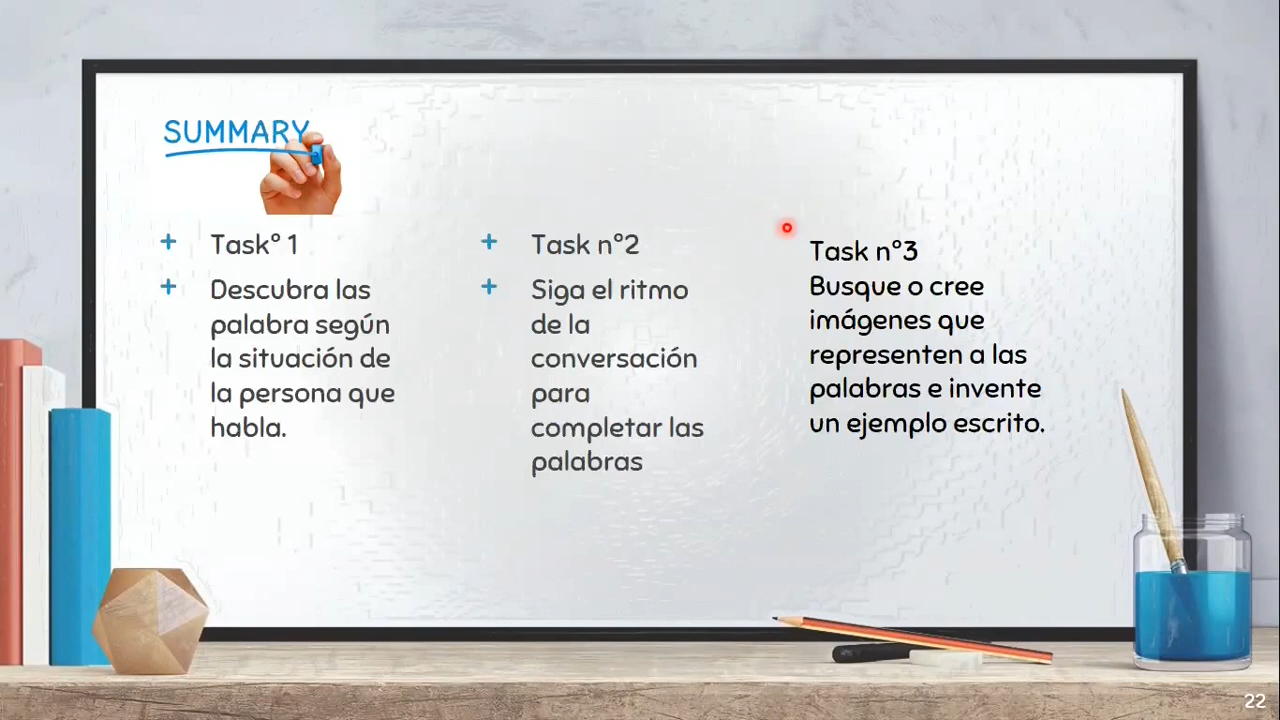 SUMMARY
Task° 1
Descubra las
palabra según
la situación de
la persona que
habla.
Task n°2
Siga el ritmo
de la
conversación
para
completar las
palabras
Task n°3
Busque o cree
imágenes que
representen a las
palabras e invente
un ejemplo escrito.
22